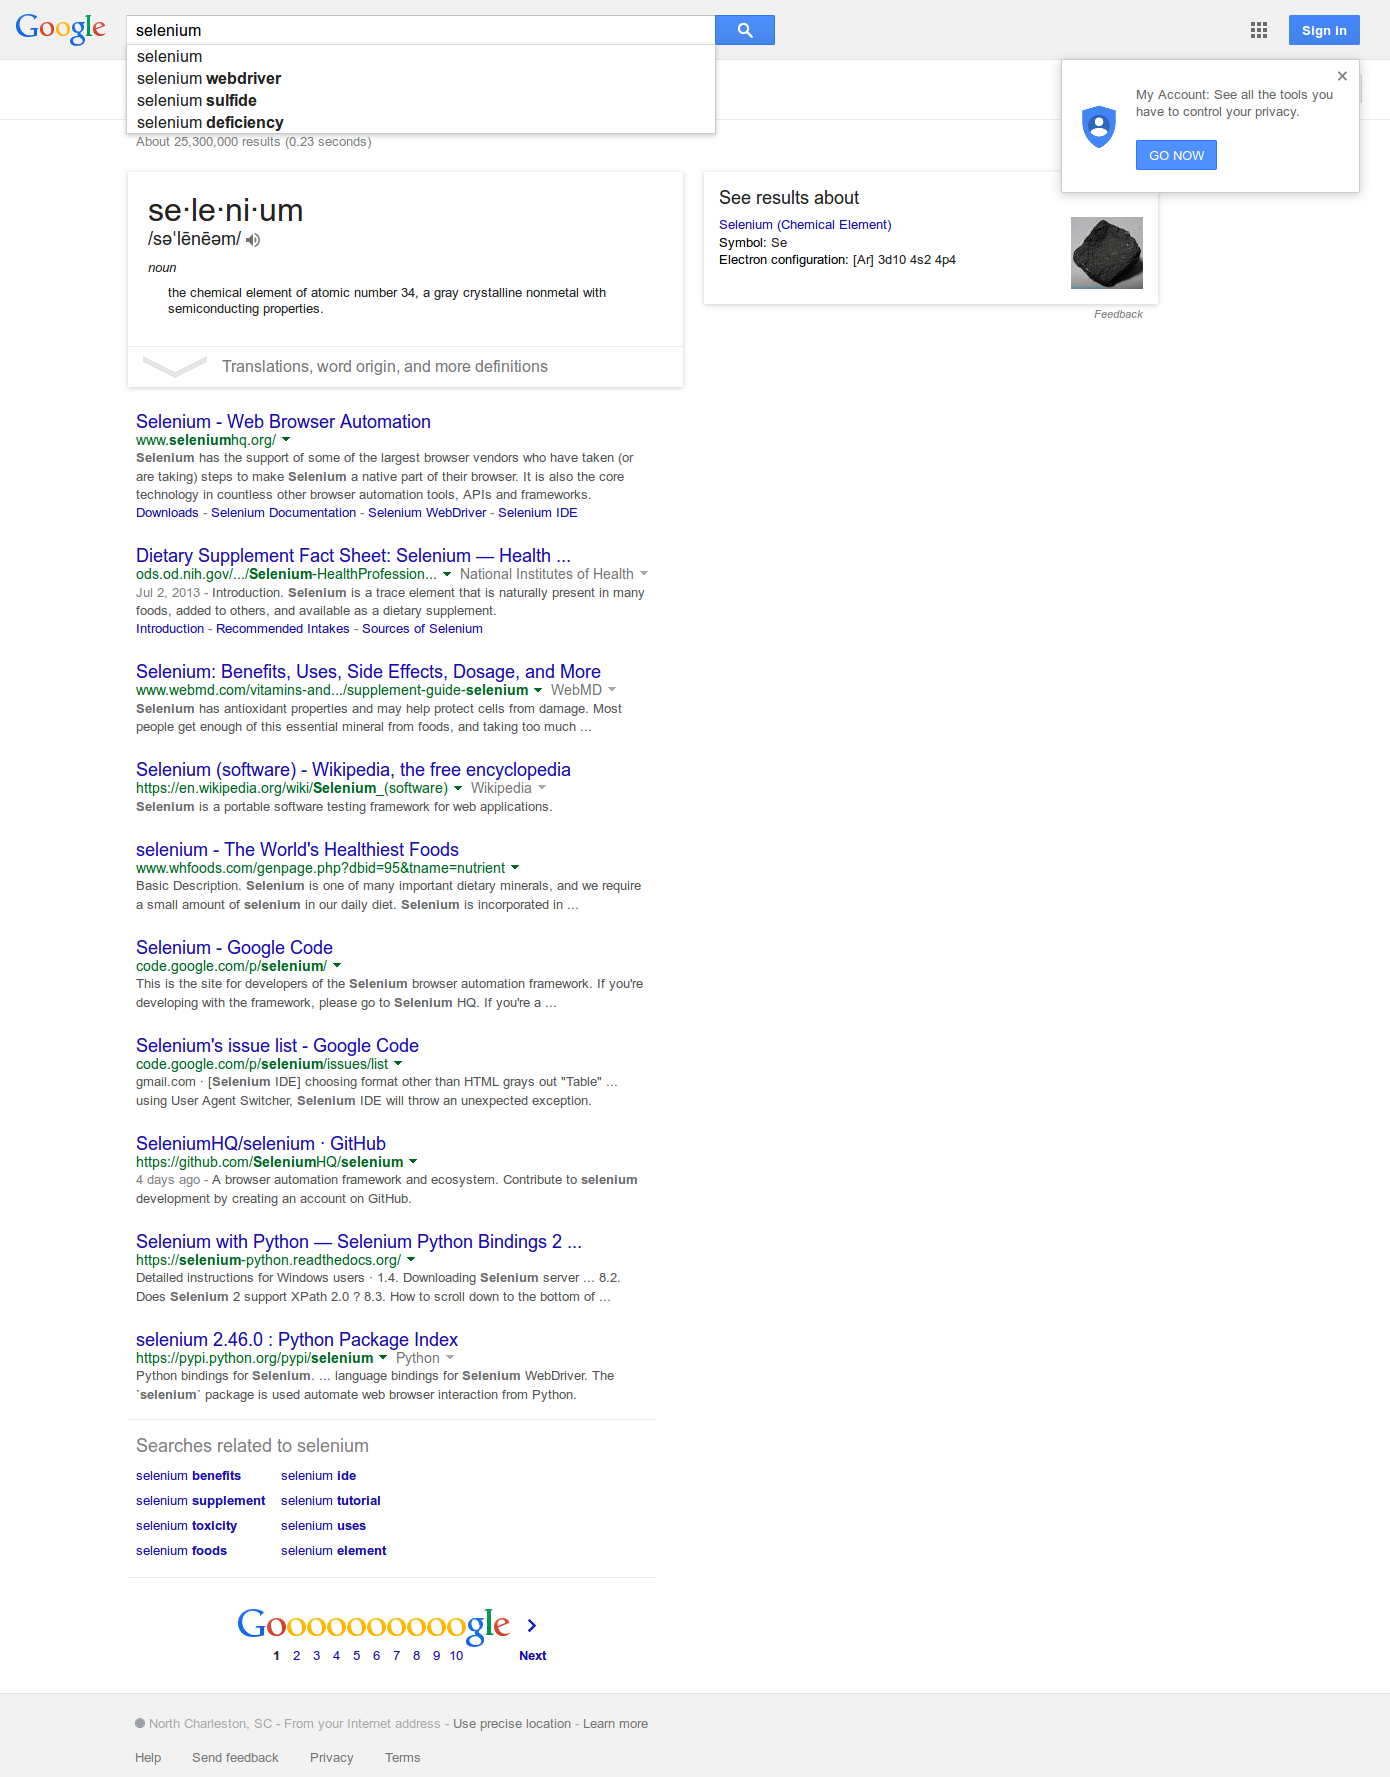 Google
selenium
Sign in
selenium
selenium webdriver
selenium sulfide
selenium deficiency
My Account: See all the tools you
have to control your privacy.
GO NOW
About 25,300,000 results (0.23 seconds)
se·le·ni·um
/səˈlēnēəm/
noun
the chemical element of atomic number 34, a gray crystalline nonmetal with
semiconducting properties.
Translations, word origin, and more definitions
See results about
Selenium (Chemical Element)
Symbol: Se
Electron configuration: [Ar] 3d10 4s2 4p4
Feedback
Selenium - Web Browser Automation
www.seleniumhq.org/
Selenium has the support of some of the largest browser vendors who have taken (or
are taking) steps to make Selenium a native part of their browser. It is also the core
technology in countless other browser automation tools, APIs and frameworks.
Downloads - Selenium Documentation - Selenium WebDriver - Selenium IDE
Dietary Supplement Fact Sheet: Selenium — Health ...
ods.od.nih.gov/.../Selenium-HealthProfession... National Institutes of Health
Jul 2, 2013 - Introduction. Selenium is a trace element that is naturally present in many
foods, added to others, and available as a dietary supplement.
Introduction - Recommended Intakes - Sources of Selenium
Selenium: Benefits, Uses, Side Effects, Dosage, and More
www.webmd.com/vitamins-and.../supplement-guide-selenium WebMD
Selenium has antioxidant properties and may help protect cells from damage. Most
people get enough of this essential mineral from foods, and taking too much ...
Selenium (software) - Wikipedia, the free encyclopedia
https://en.wikipedia.org/wiki/Selenium_(software) Wikipedia
Selenium is a portable software testing framework for web applications.
selenium - The World's Healthiest Foods
www.whfoods.com/genpage.php?dbid=95&tname=nutrient
Basic Description. Selenium is one of many important dietary minerals, and we require
a small amount of selenium in our daily diet. Selenium is incorporated in ...
Selenium - Google Code
code.google.com/p/selenium/
This is the site for developers of the Selenium browser automation framework. If you're
developing with the framework, please go to Selenium HQ. If you're a ...
Selenium's issue list - Google Code
code.google.com/p/selenium/issues/list
gmail.com · [Selenium IDE] choosing format other than HTML grays out "Table" ...
using User Agent Switcher, Selenium IDE will throw an unexpected exception.
SeleniumHQ/selenium · GitHub
https://github.com/SeleniumHQ/selenium
4 days ago - A browser automation framework and ecosystem. Contribute to selenium
development by creating an account on GitHub.
Selenium with Python — Selenium Python Bindings 2 ...
https://selenium-python.readthedocs.org/
Detailed instructions for Windows users · 1.4. Downloading Selenium server ... 8.2.
Does Selenium 2 support XPath 2.0 ? 8.3. How to scroll down to the bottom of ...
selenium 2.46.0 : Python Package Index
https://pypi.python.org/pypi/selenium Python
Python bindings for Selenium. ... language bindings for Selenium WebDriver. The
`selenium` package is used automate web browser interaction from Python.
Searches related to selenium
selenium benefits selenium ide
selenium supplement selenium tutorial
selenium toxicity selenium uses
selenium foods selenium element
Goooooooooogle
1 2 3 4 5 6 7 8 9 10 Next
North Charleston, SC - From your Internet address - Use precise location - Learn more
Help Send feedback Privacy Terms